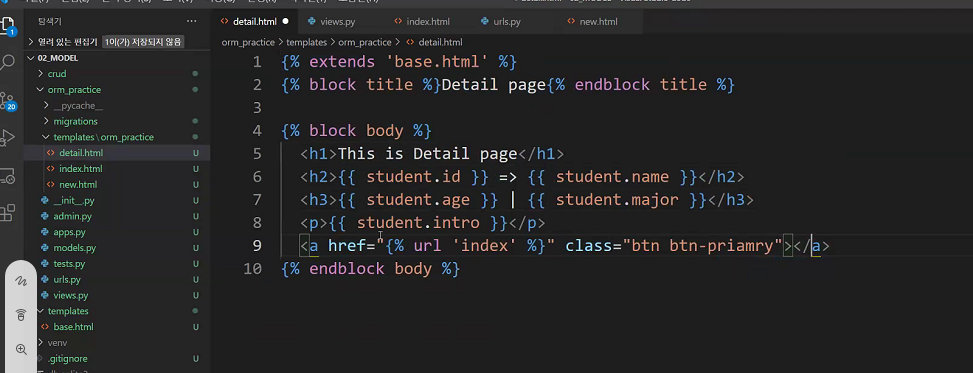 탐색기
열려 있는 편집기 1이(가) 저장되지 않음
02_MODEL
crud
orm_practice
__pycache__
migrations
templates\orm_practice
detail.html U
index.html U
new.html U
__init__.py U
admin.py U
apps.py U
models.py U
tests.py U
urls.py U
views.py U
templates
base.html U
venv
.gitignore U
1
20
detail.html views.py index.html urls.py new.html
orm_practice > templates > orm_practice > detail.html
1 {% extends 'base.html' %}
2 {% block title %}Detail page{% endblock title %}
3
4 {% block body %}
5 <h1>This is Detail page</h1>
6 <h2>{{ student.id }} => {{ student.name }}</h2>
7 <h3>{{ student.age }} | {{ student.major }}</h3>
8 <p>{{ student.intro }}</p>
9 <a href="{% url 'index' %}" class="btn btn-priamry"></a>
10 {% endblock body %}